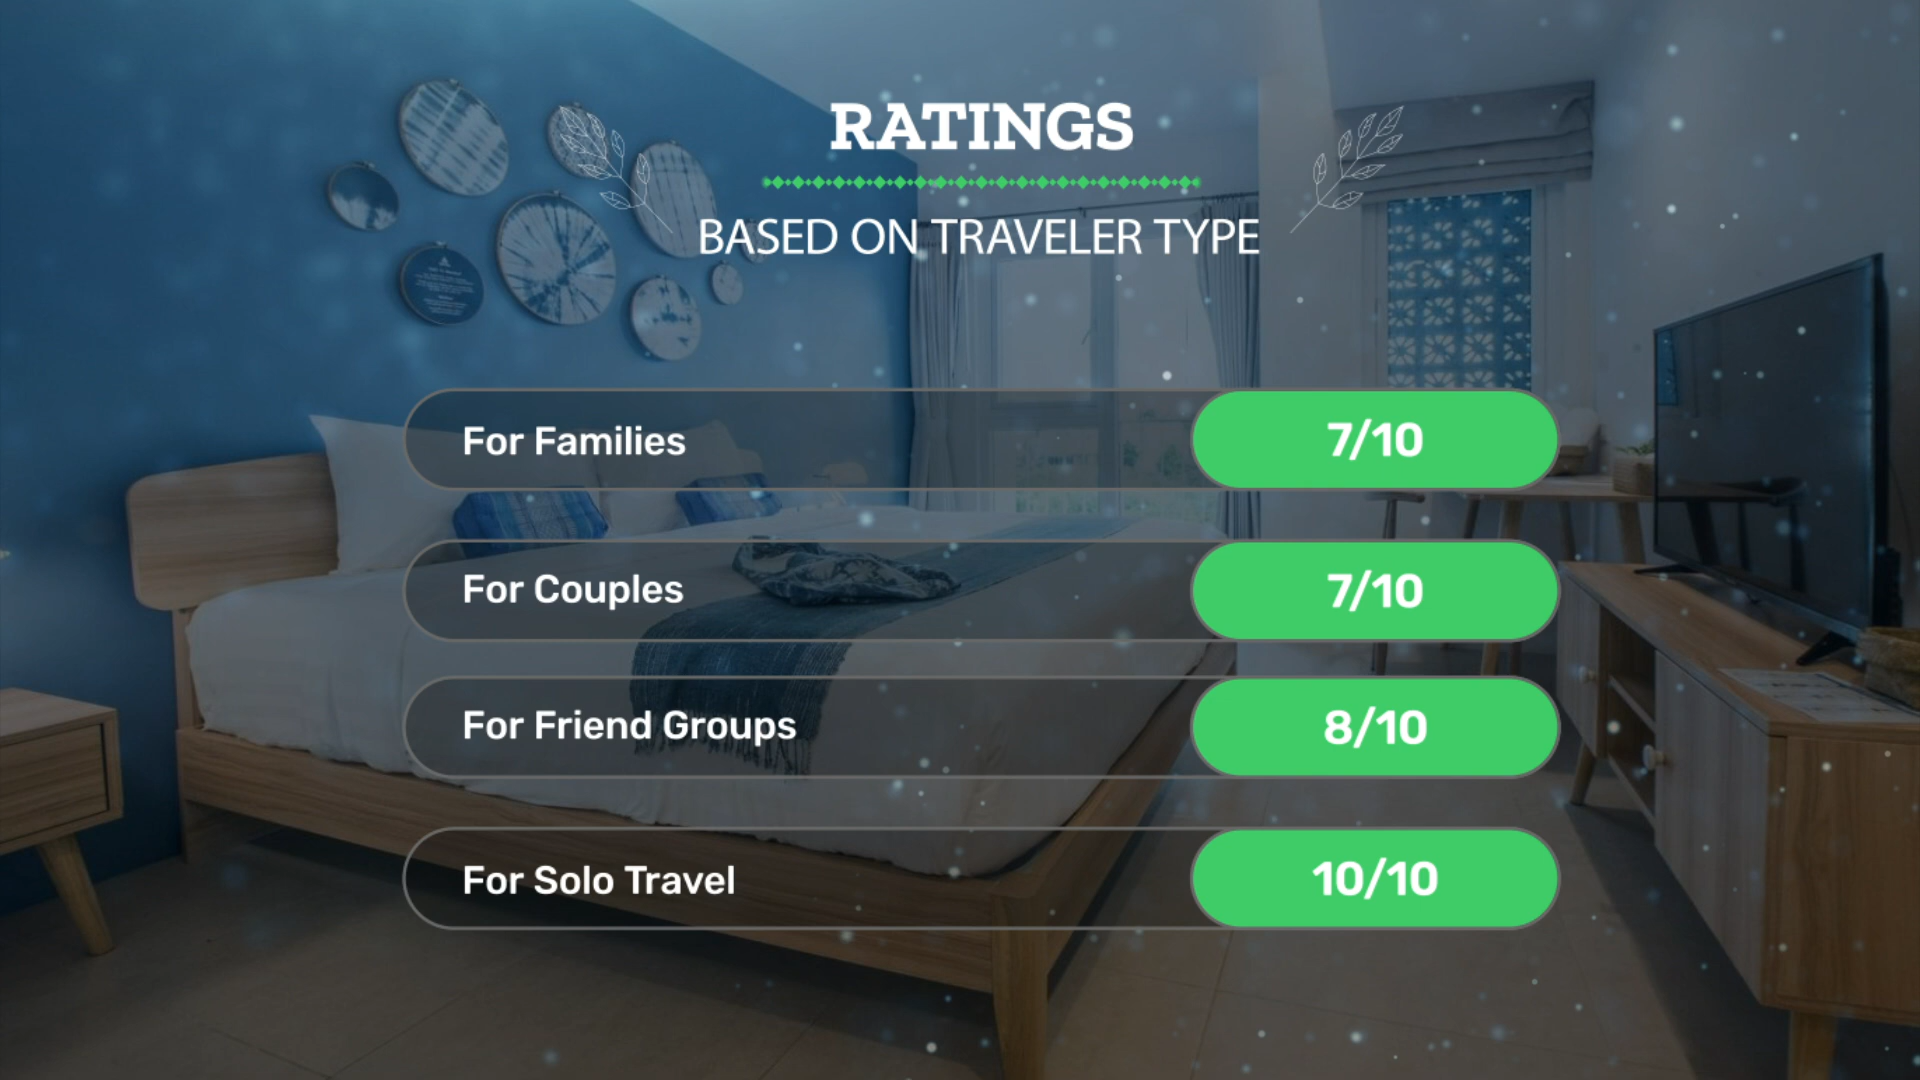 RATINGS
BASED ON TRAVELER TYPE
For Families 7/10
For Couples 7/10
For Friend Groups 8/10
For Solo Travel 10/10